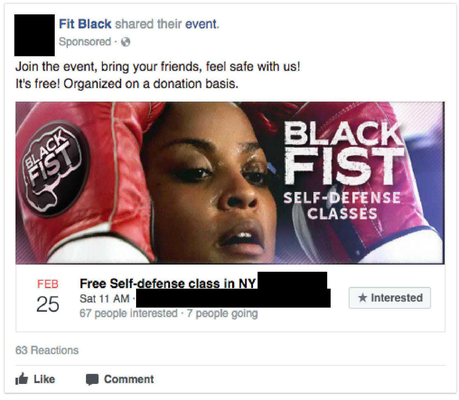 Fit Black shared their event.
Sponsored ·
Join the event, bring your friends, feel safe with us!
It's free! Organized on a donation basis.
BLACK
FIST
BLACK
FIST
SELF-DEFENSE
CLASSES
FEB
25
Free Self-defense class in NY
Sat 11 AM ·
67 people interested · 7 people going
★ Interested
63 Reactions
Like
Comment